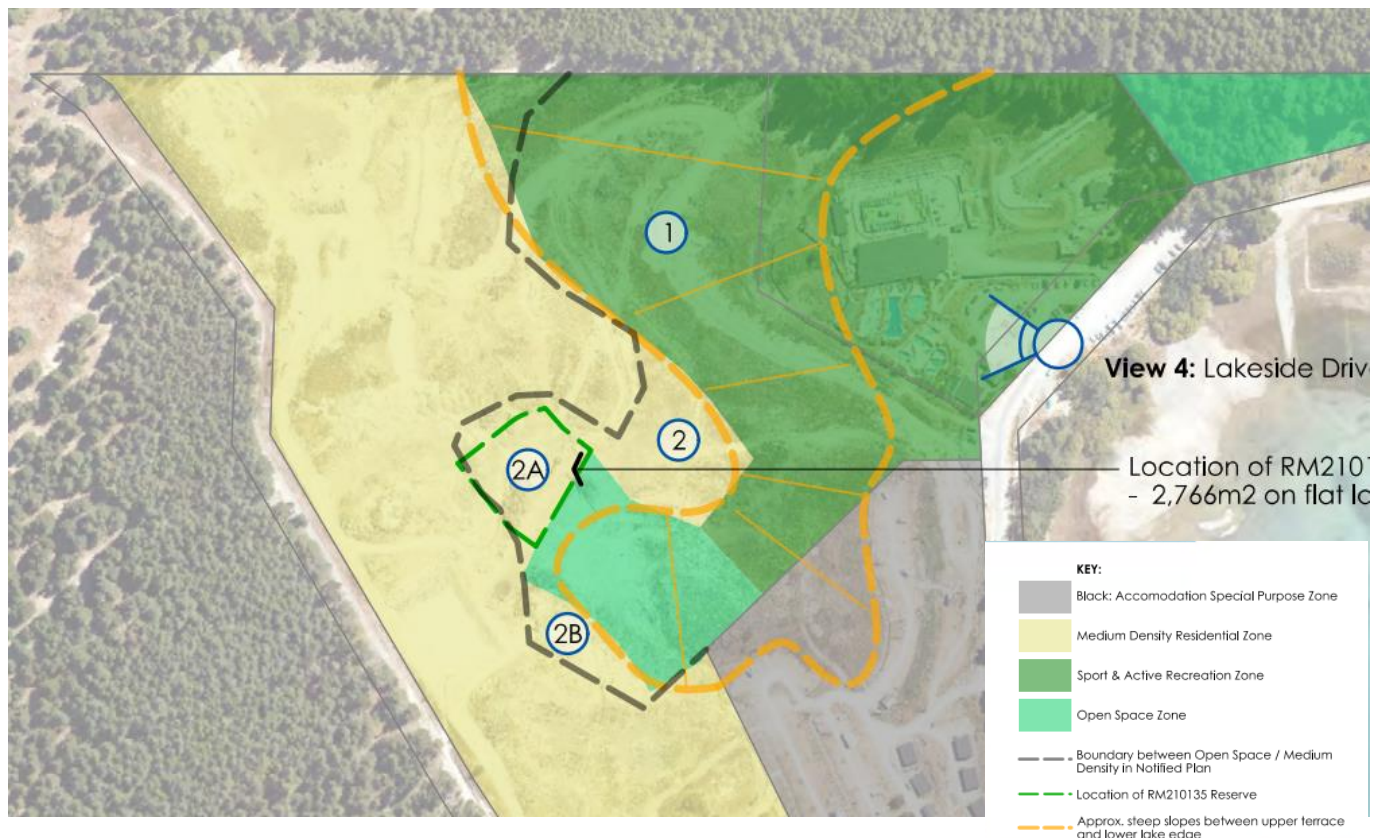 1
View 4: Lakeside Driv
2
2A
Location of RM2101
- 2,766m2 on flat lo
2B
KEY:
Black: Accomodation Special Purpose Zone
Medium Density Residential Zone
Sport & Active Recreation Zone
Open Space Zone
Boundary between Open Space / Medium
Density in Notified Plan
Location of RM210135 Reserve
Approx. steep slopes between upper terrace
and lower lake edge